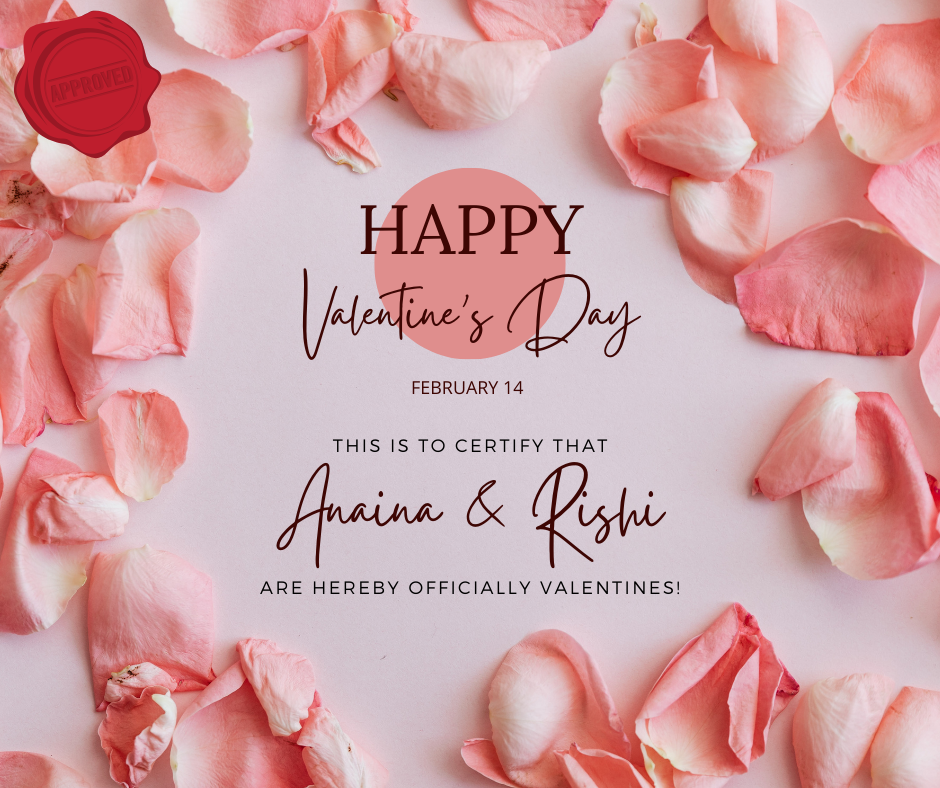 APPROVED
HAPPY
Valentine's Day
FEBRUARY 14
THIS IS TO CERTIFY THAT
Anaina & Rishi
ARE HEREBY OFFICIALLY VALENTINES!